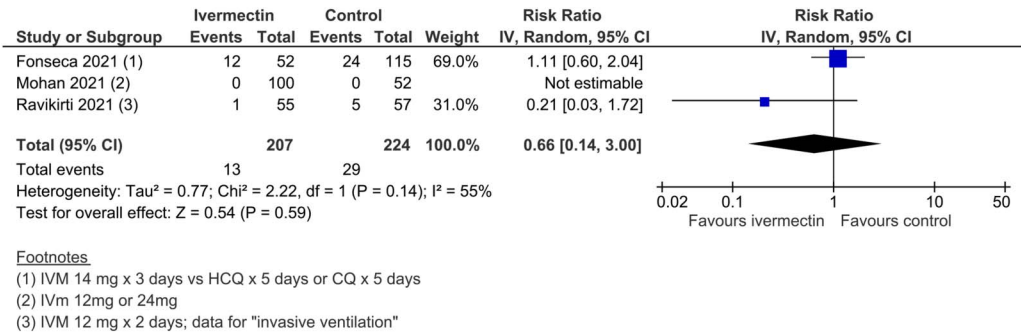 Ivermectin Control Risk Ratio Risk Ratio
Study or Subgroup Events Total Events Total Weight IV, Random, 95% CI IV, Random, 95% CI
Fonseca 2021 (1) 12 52 24 115 69.0% 1.11 [0.60, 2.04]
Mohan 2021 (2) 0 100 0 52 Not estimable
Ravikirti 2021 (3) 1 55 5 57 31.0% 0.21 [0.03, 1.72]
Total (95% CI) 207 224 100.0% 0.66 [0.14, 3.00]
Total events 13 29
Heterogeneity: Tau² = 0.77; Chi² = 2.22, df = 1 (P = 0.14); I² = 55%
Test for overall effect: Z = 0.54 (P = 0.59)
0.02 0.1 1 10 50
Favours ivermectin Favours control
Footnotes
(1) IVM 14 mg x 3 days vs HCQ x 5 days or CQ x 5 days
(2) IVm 12mg or 24mg
(3) IVM 12 mg x 2 days; data for "invasive ventilation"